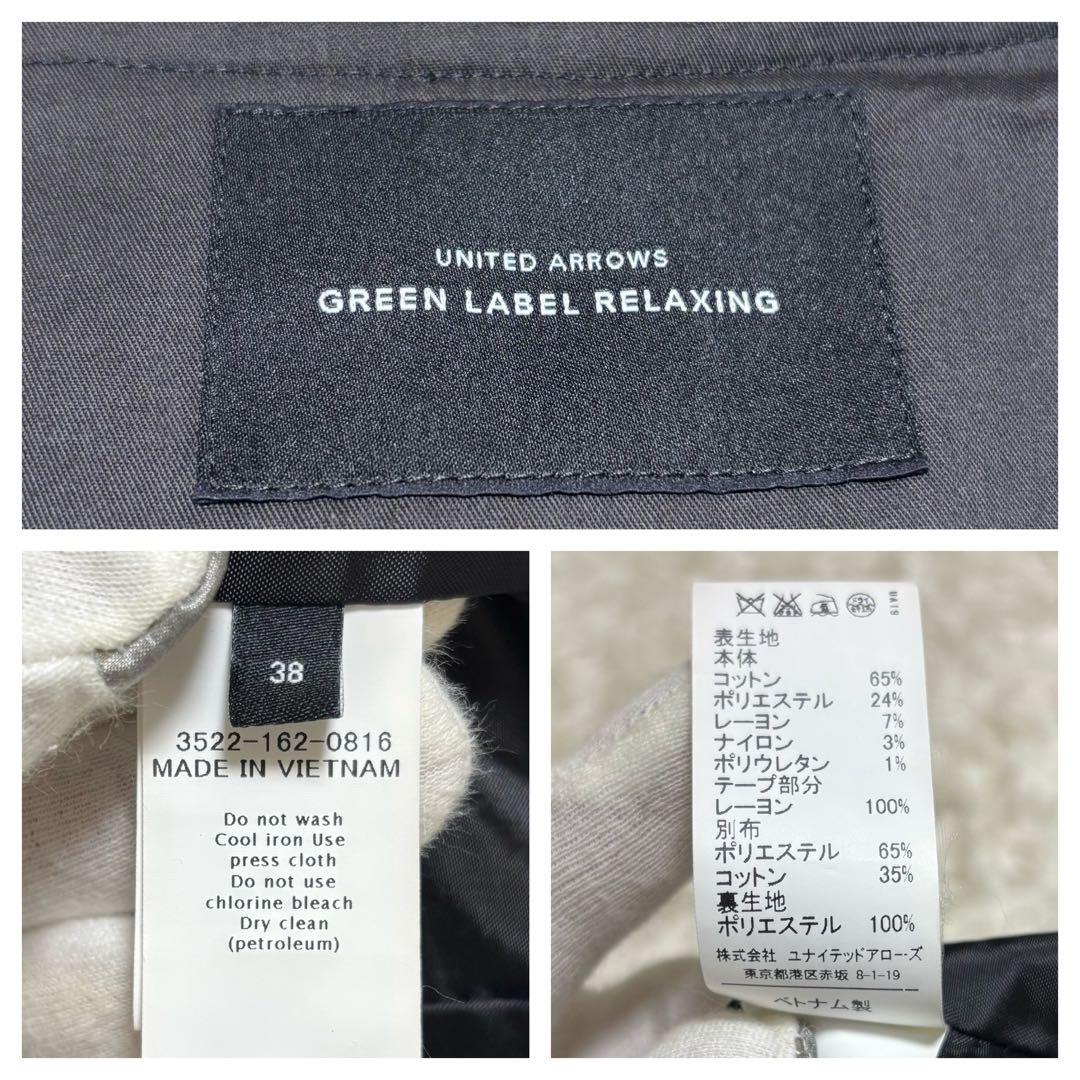 UNITED ARROWS
GREEN LABEL RELAXING
38
3522-162-0816
MADE IN VIETNAM
Do not wash
Cool iron Use
press cloth
Do not use
chlorine bleach
Dry clean
(petroleum)
UA19
表生地
本体
コットン 65%
ポリエステル 24%
レーヨン 7%
ナイロン 3%
ポリウレタン 1%
テープ部分
レーヨン 100%
別布
ポリエステル 65%
コットン 35%
裏生地
ポリエステル 100%
株式会社 ユナイテッドアローズ
東京都港区赤坂 8-1-19
ベトナム製